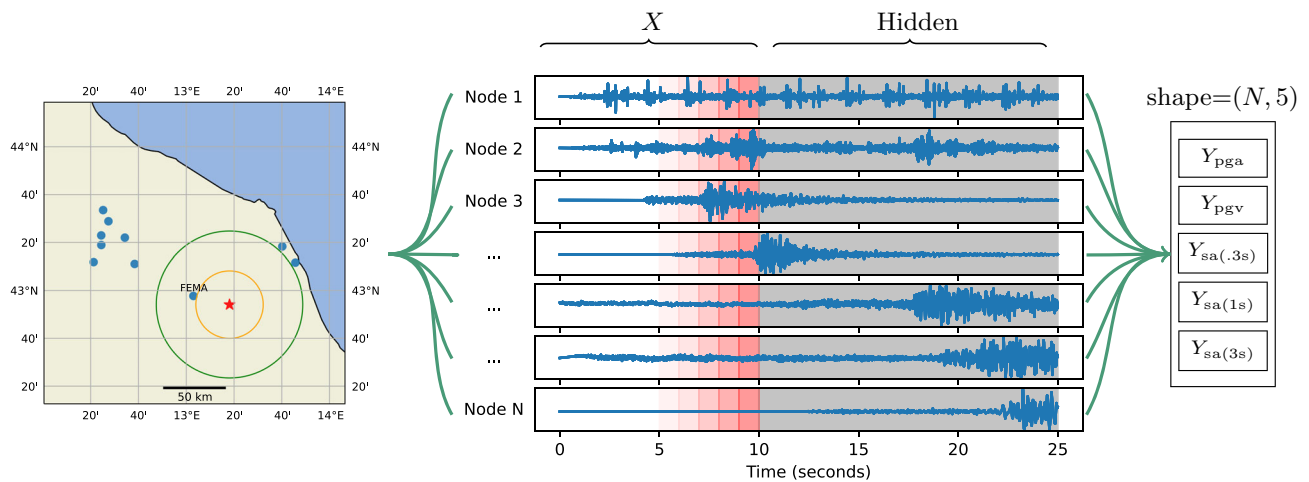 X
Hidden
20' 40' 13°E 20' 40' 14°E
44°N 44°N
40' 40'
20' 20'
43°N 43°N
40' 40'
20' 20'
FEMA
50 km
20' 40' 13°E 20' 40' 14°E
Node 1
Node 2
Node 3
...
...
...
Node N
0 5 10 15 20 25
Time (seconds)
shape=(N, 5)
Y_pga
Y_pgv
Y_sa(.3s)
Y_sa(1s)
Y_sa(3s)